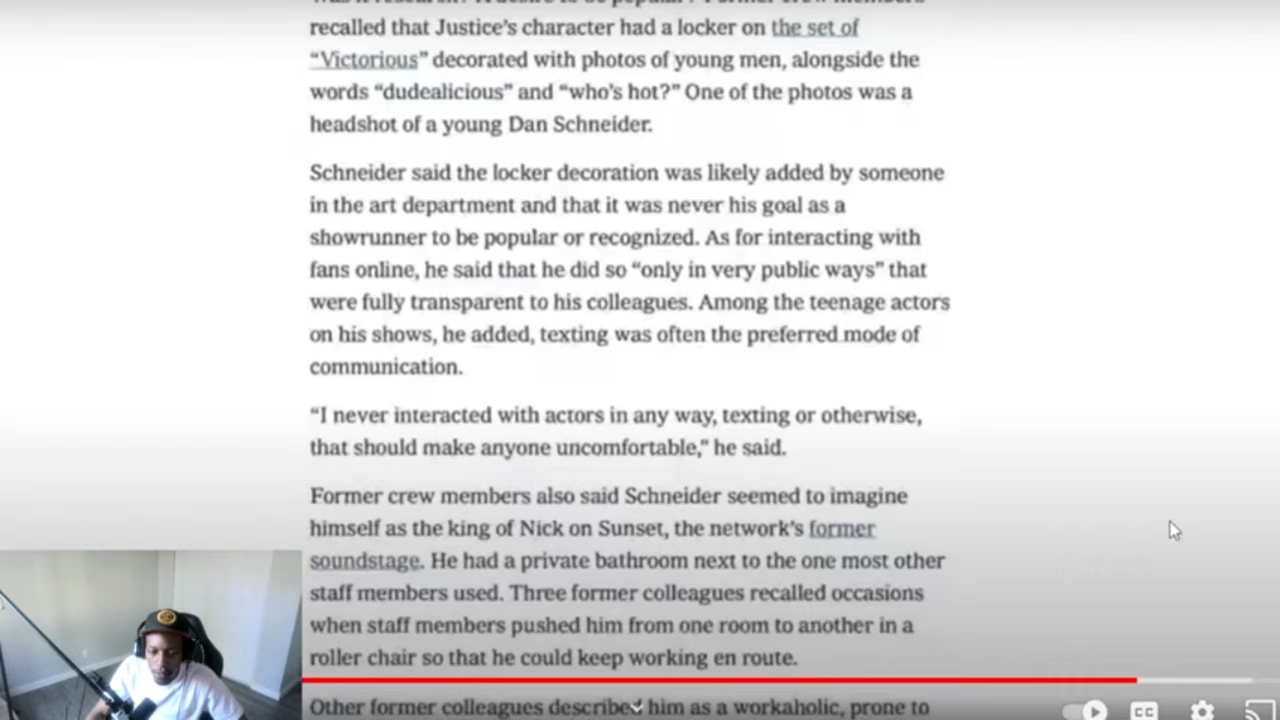 recalled that Justice's character had a locker on the set of
“Victorious” decorated with photos of young men, alongside the
words “dudealicious” and “who's hot?” One of the photos was a
headshot of a young Dan Schneider.
Schneider said the locker decoration was likely added by someone
in the art department and that it was never his goal as a
showrunner to be popular or recognized. As for interacting with
fans online, he said that he did so “only in very public ways” that
were fully transparent to his colleagues. Among the teenage actors
on his shows, he added, texting was often the preferred mode of
communication.
“I never interacted with actors in any way, texting or otherwise,
that should make anyone uncomfortable,” he said.
Former crew members also said Schneider seemed to imagine
himself as the king of Nick on Sunset, the network's former
soundstage. He had a private bathroom next to the one most other
staff members used. Three former colleagues recalled occasions
when staff members pushed him from one room to another in a
roller chair so that he could keep working en route.
Other former colleagues described him as a workaholic, prone to
CC